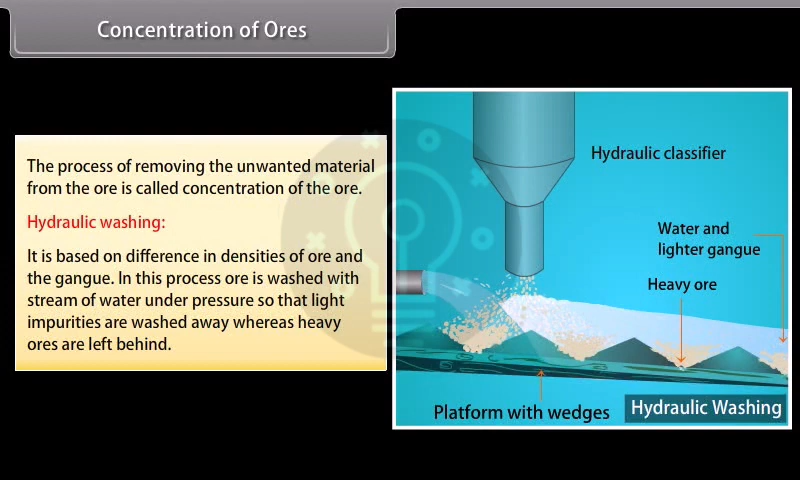 Concentration of Ores
The process of removing the unwanted material
from the ore is called concentration of the ore.
Hydraulic washing:
It is based on difference in densities of ore and
the gangue. In this process ore is washed with
stream of water under pressure so that light
impurities are washed away whereas heavy
ores are left behind.
Hydraulic classifier
Water and
lighter gangue
Heavy ore
Platform with wedges
Hydraulic Washing